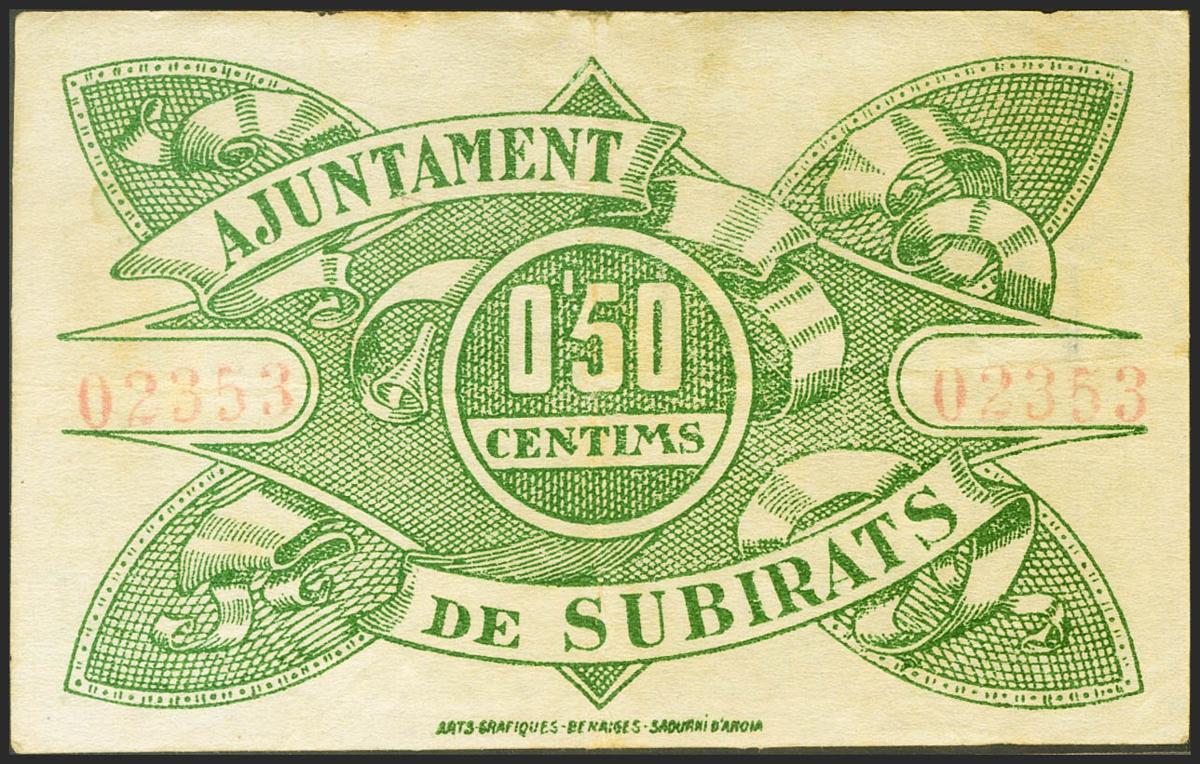 AJUNTAMENT
0'50
CENTIMS
02353
02353
DE SUBIRATS
ARTS GRAFIQUES - BENAIGES - SADURNI D'ANOIA